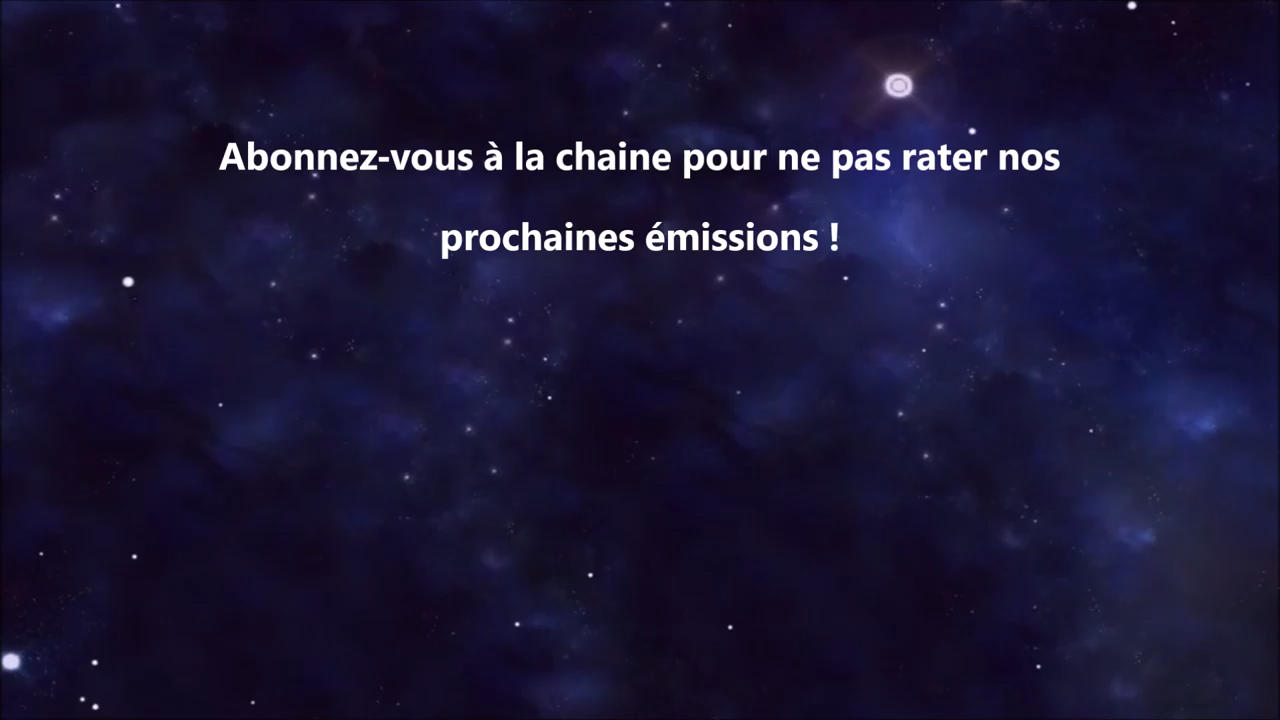 Abonnez-vous à la chaine pour ne pas rater nos
prochaines émissions !